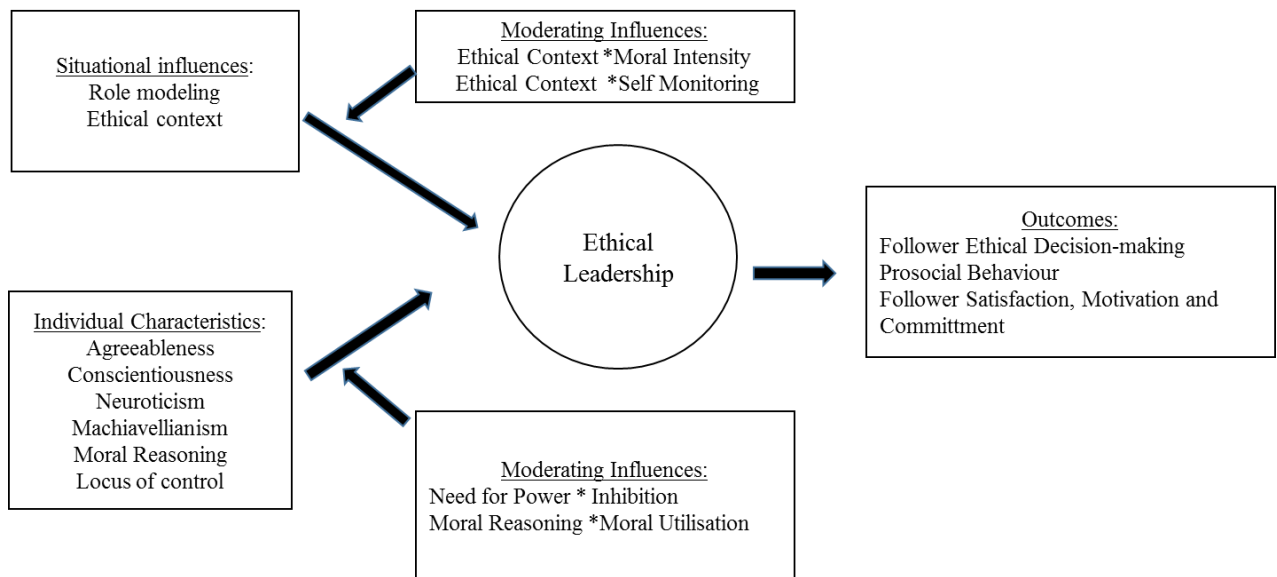 Situational influences:
Role modeling
Ethical context
Moderating Influences:
Ethical Context *Moral Intensity
Ethical Context *Self Monitoring
Ethical
Leadership
Outcomes:
Follower Ethical Decision-making
Prosocial Behaviour
Follower Satisfaction, Motivation and
Committment
Individual Characteristics:
Agreeableness
Conscientiousness
Neuroticism
Machiavellianism
Moral Reasoning
Locus of control
Moderating Influences:
Need for Power * Inhibition
Moral Reasoning *Moral Utilisation